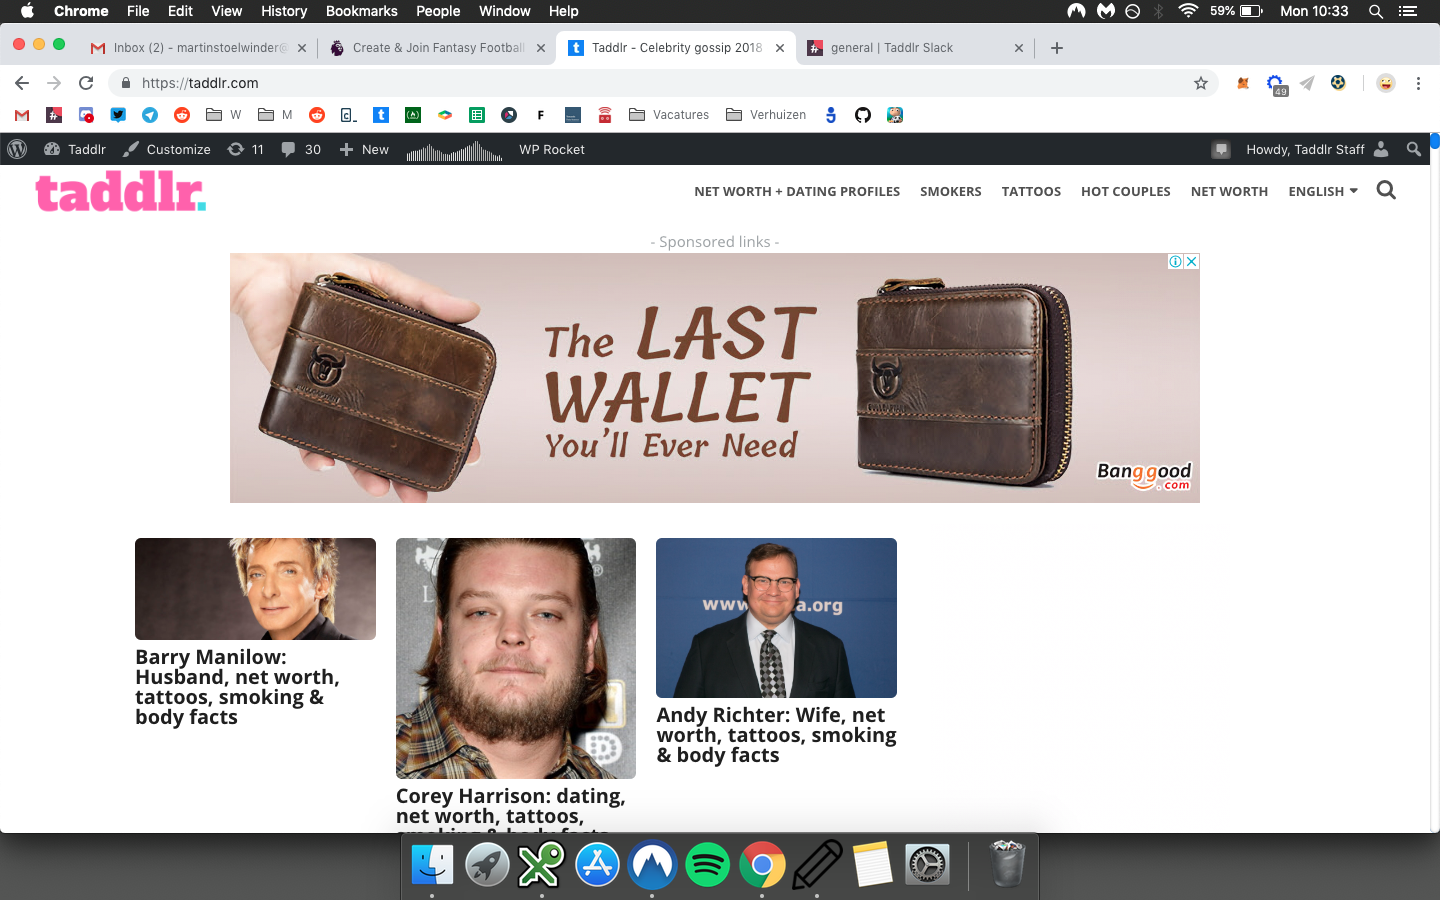 Chrome File Edit View History Bookmarks People Window Help 59% Mon 10:33
Inbox (2) - martinstoelwinder@ Create & Join Fantasy Football Taddlr - Celebrity gossip 2018 general | Taddlr Slack
https://taddlr.com 49
W M F Vacatures Verhuizen
Taddlr Customize 11 30 New WP Rocket Howdy, Taddlr Staff
taddlr.
NET WORTH + DATING PROFILES SMOKERS TATTOOS HOT COUPLES NET WORTH ENGLISH
- Sponsored links -
The LAST
WALLET
You'll Ever Need
Banggood
.com
Barry Manilow:
Husband, net worth,
tattoos, smoking &
body facts
Corey Harrison: dating,
net worth, tattoos,
smoking & body facts
www. a.org
Andy Richter: Wife, net
worth, tattoos, smoking
& body facts